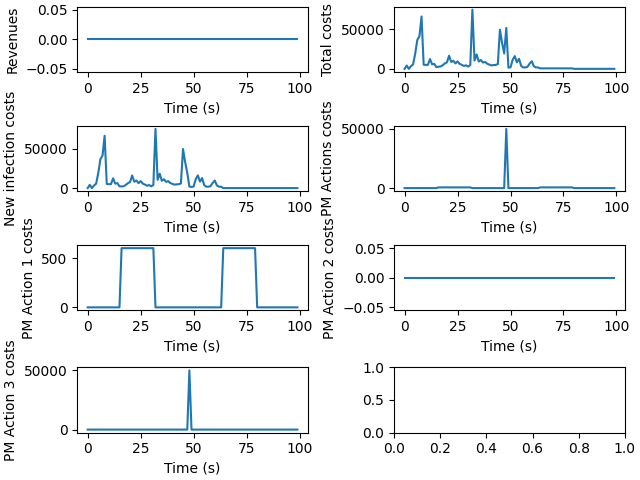 Revenues
0.05
0.00
−0.05
0 25 50 75 100
Time (s)
Total costs
50000
0
0 25 50 75 100
Time (s)
New infection costs
50000
0
0 25 50 75 100
Time (s)
PM Actions costs
50000
0
0 25 50 75 100
Time (s)
PM Action 1 costs
500
0
0 25 50 75 100
Time (s)
PM Action 2 costs
0.05
0.00
−0.05
0 25 50 75 100
Time (s)
PM Action 3 costs
50000
0
0 25 50 75 100
Time (s)
1.0
0.5
0.0
0.0 0.2 0.4 0.6 0.8 1.0